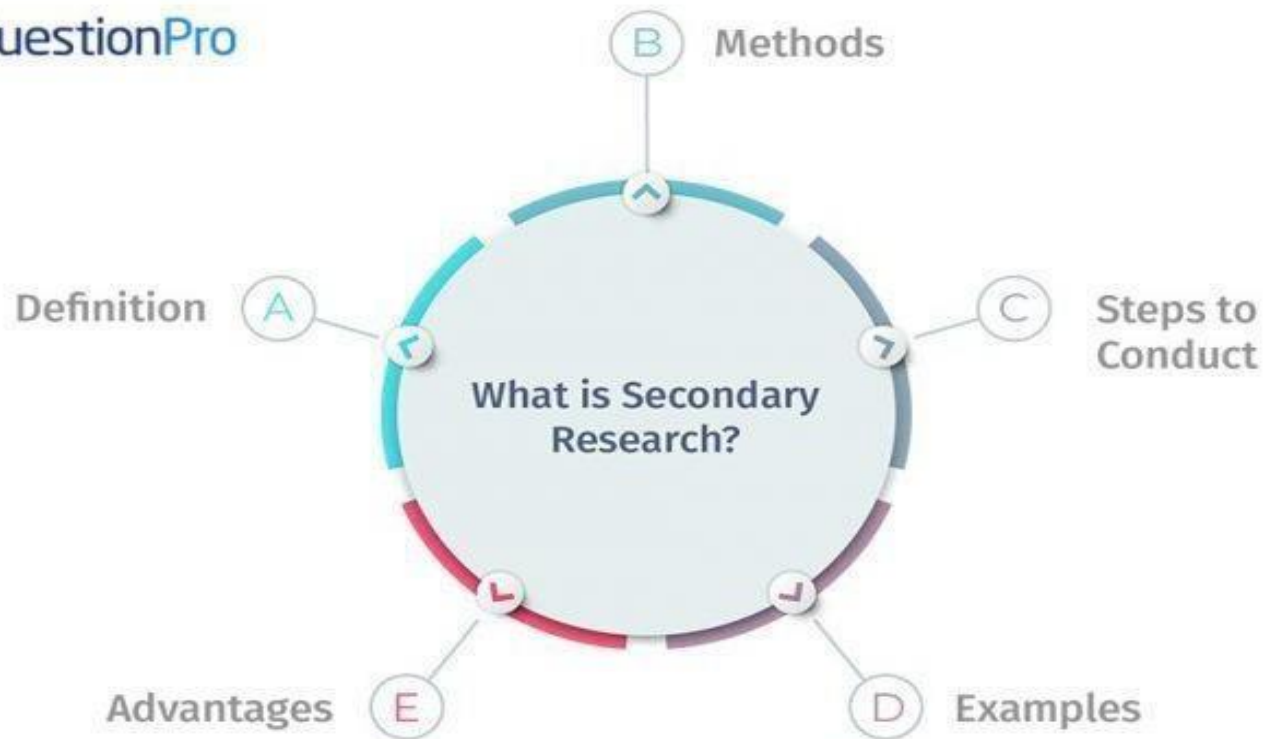 uestionPro
B Methods
Definition A
C Steps to
Conduct
What is Secondary
Research?
Advantages E
D Examples